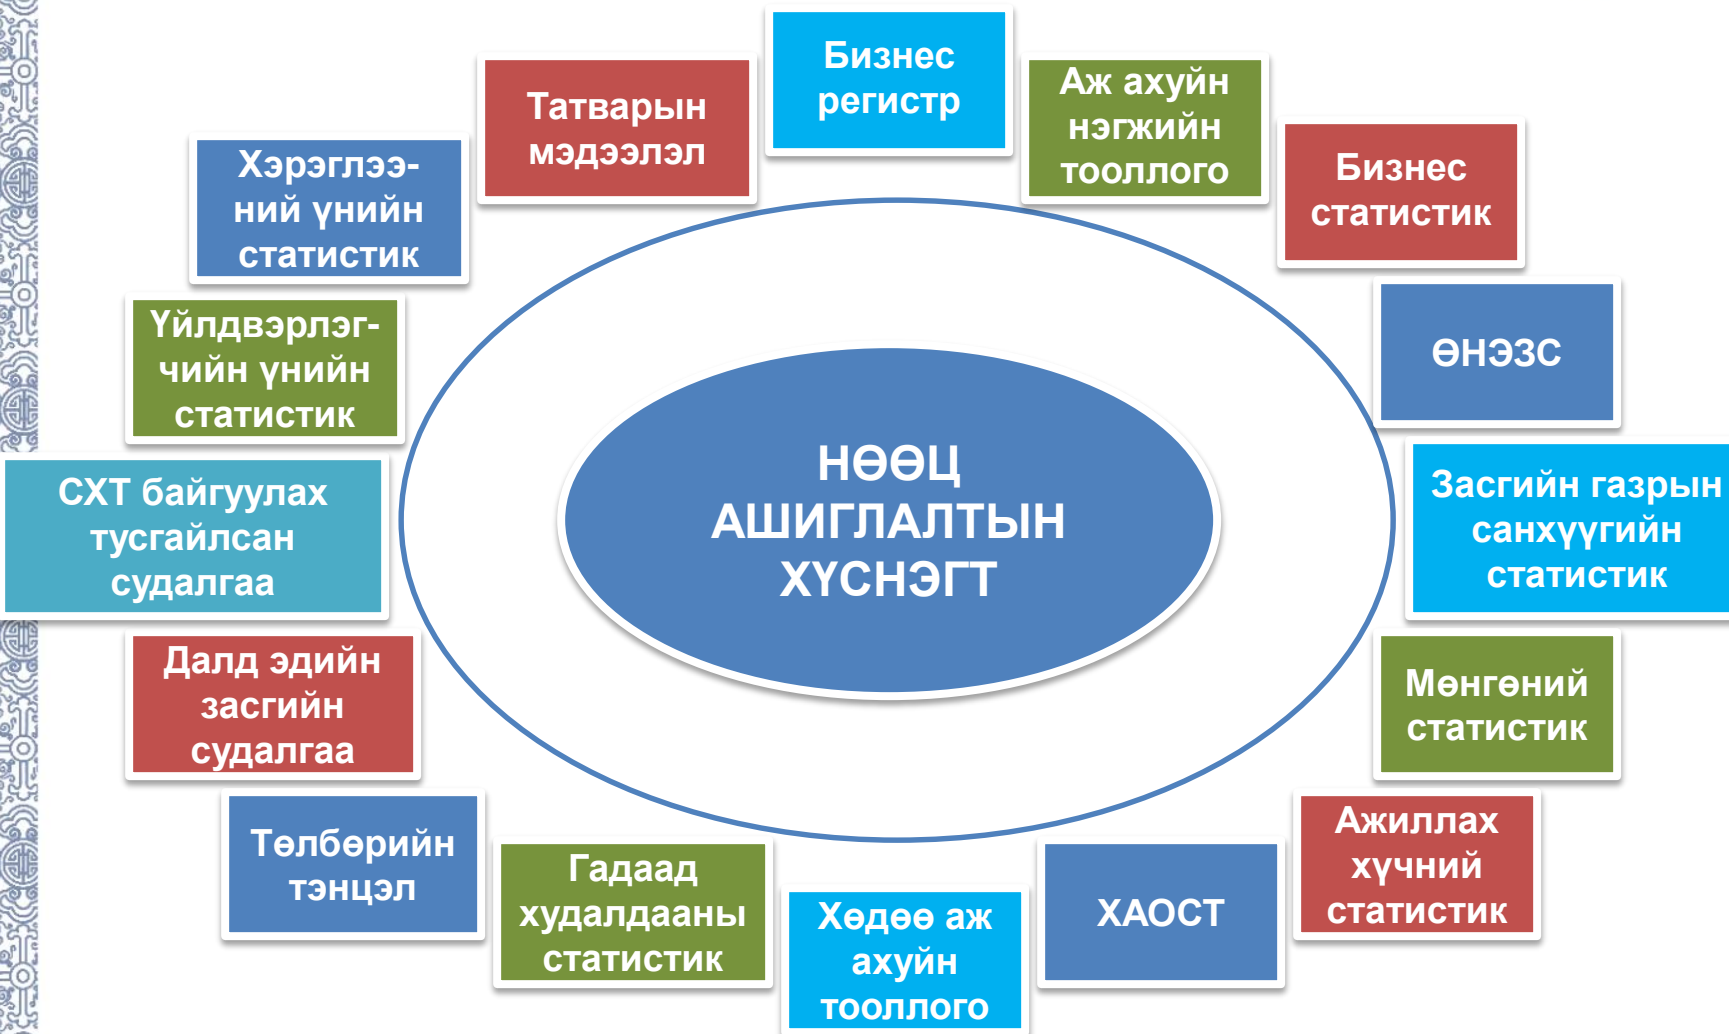 Бизнес
регистр
Аж ахуйн
нэгжийн
тооллого
Бизнес
статистик
ӨНЭЗС
Засгийн газрын
санхүүгийн
статистик
Мөнгөний
статистик
Ажиллах
хүчний
статистик
ХАОСТ
Хөдөө аж
ахуйн
тооллого
Гадаад
худалдааны
статистик
Төлбөрийн
тэнцэл
Далд эдийн
засгийн
судалгаа
СХТ байгуулах
тусгайлсан
судалгаа
Үйлдвэрлэг-
чийн үнийн
статистик
Хэрэглээ-
ний үнийн
статистик
Татварын
мэдээлэл
НӨӨЦ
АШИГЛАЛТЫН
ХҮСНЭГТ